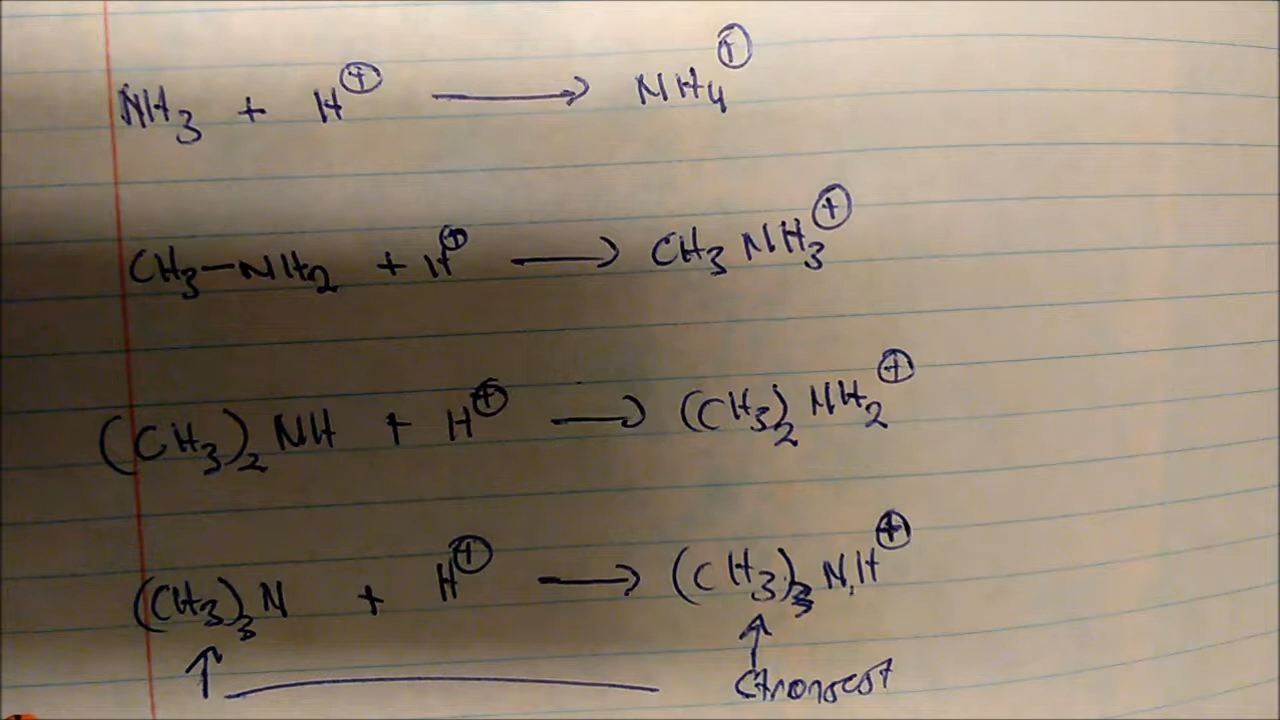 NH3 + H⊕ → NH4⊕
CH3-NH2 + H⊕ → CH3NH3⊕
(CH3)2NH + H⊕ → (CH3)2NH2⊕
(CH3)3N + H⊕ → (CH3)3NH⊕
↑ ↑
Strongest